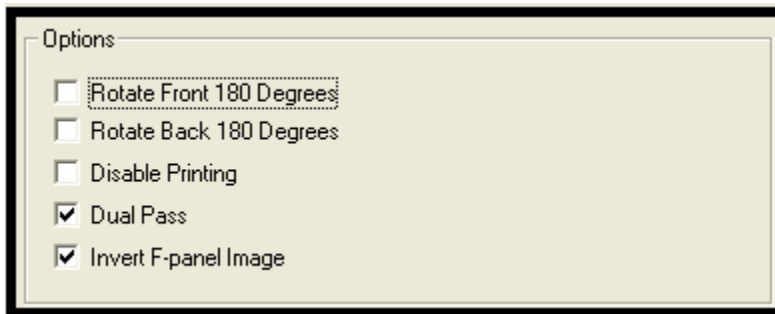 Options
Rotate Front 180 Degrees
Rotate Back 180 Degrees
Disable Printing
Dual Pass
Invert F-panel Image